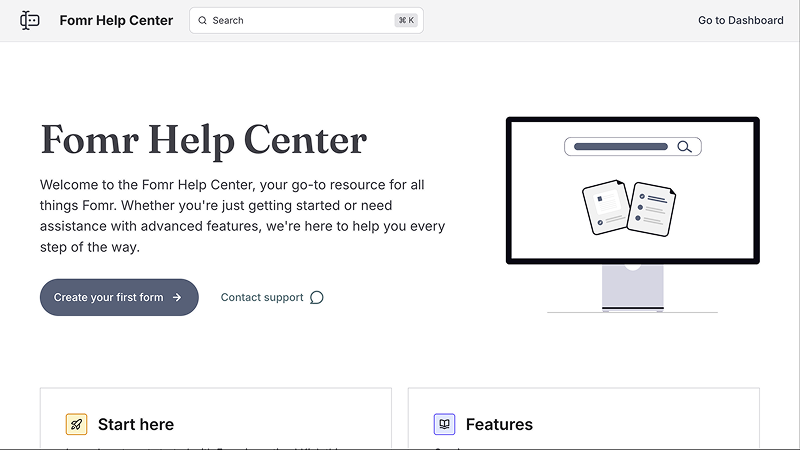 Fomr Help Center
Search
⌘ K
Go to Dashboard
Fomr Help Center
Welcome to the Fomr Help Center, your go-to resource for all
things Fomr. Whether you're just getting started or need
assistance with advanced features, we're here to help you every
step of the way.
Create your first form
Contact support
Start here
Features